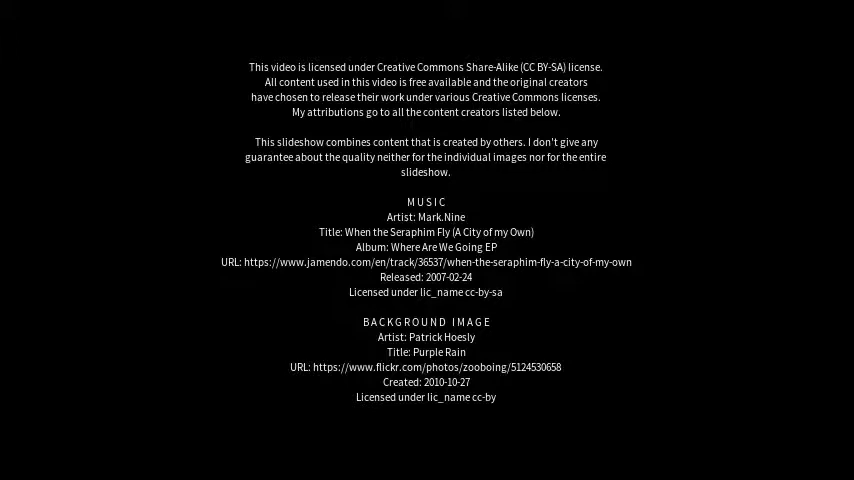 This video is licensed under Creative Commons Share-Alike (CC BY-SA) license.
All content used in this video is free available and the original creators
have chosen to release their work under various Creative Commons licenses.
My attributions go to all the content creators listed below.
This slideshow combines content that is created by others. I don't give any
guarantee about the quality neither for the individual images nor for the entire
slideshow.
MUSIC
Artist: Mark.Nine
Title: When the Seraphim Fly (A City of my Own)
Album: Where Are We Going EP
URL: https://www.jamendo.com/en/track/36537/when-the-seraphim-fly-a-city-of-my-own
Released: 2007-02-24
Licensed under lic_name cc-by-sa
BACKGROUND IMAGE
Artist: Patrick Hoesly
Title: Purple Rain
URL: https://www.flickr.com/photos/zooboing/5124530658
Created: 2010-10-27
Licensed under lic_name cc-by